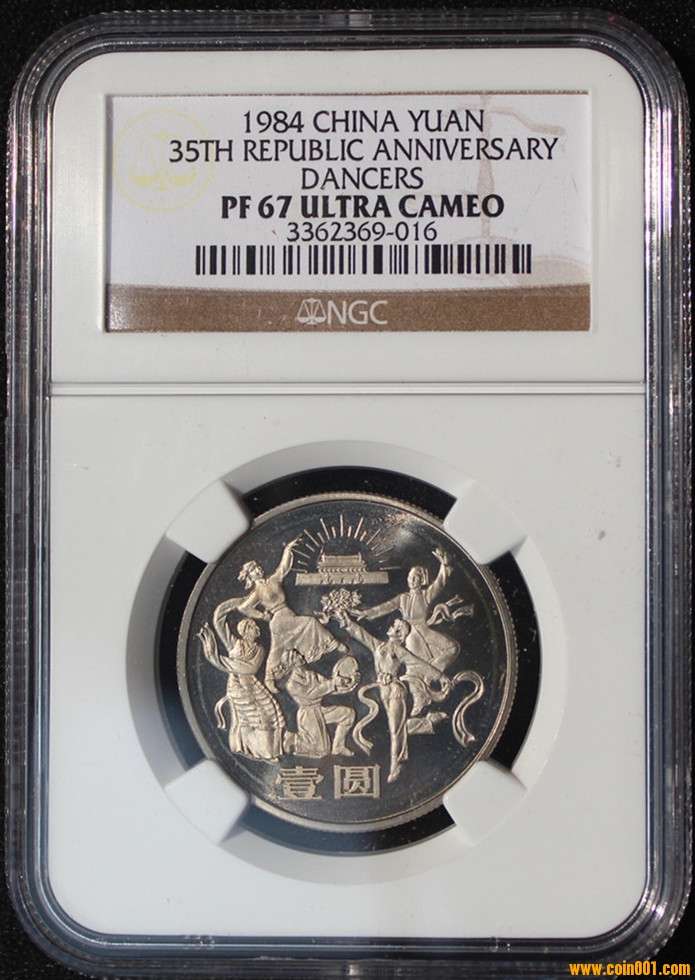 1984 CHINA YUAN
35TH REPUBLIC ANNIVERSARY
DANCERS
PF 67 ULTRA CAMEO
3362369-016
NGC
壹圆
www.coin001.com